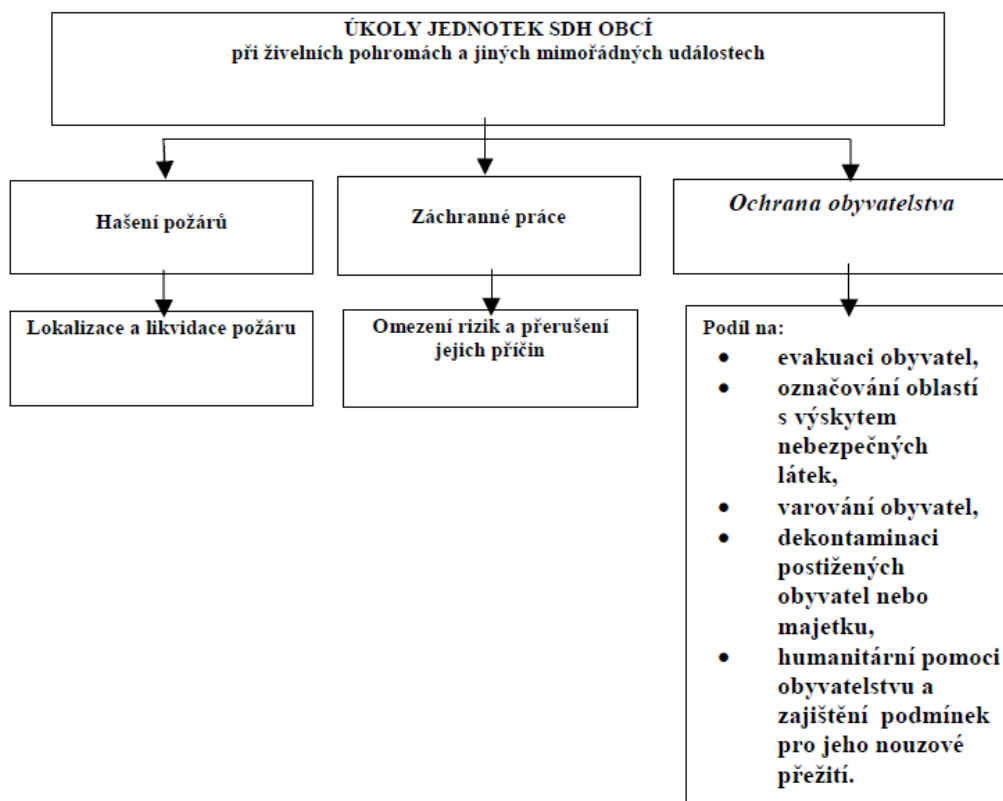 ÚKOLY JEDNOTEK SDH OBCÍ
při živelních pohromách a jiných mimořádných událostech
Hašení požárů
Záchranné práce
Ochrana obyvatelstva
Lokalizace a likvidace požáru
Omezení rizik a přerušení
jejich příčin
Podíl na:
• evakuaci obyvatel,
• označování oblastí
s výskytem
nebezpečných
látek,
• varování obyvatel,
• dekontaminaci
postižených
obyvatel nebo
majetku,
• humanitární pomoci
obyvatelstvu a
zajištění podmínek
pro jeho nouzové
přežití.